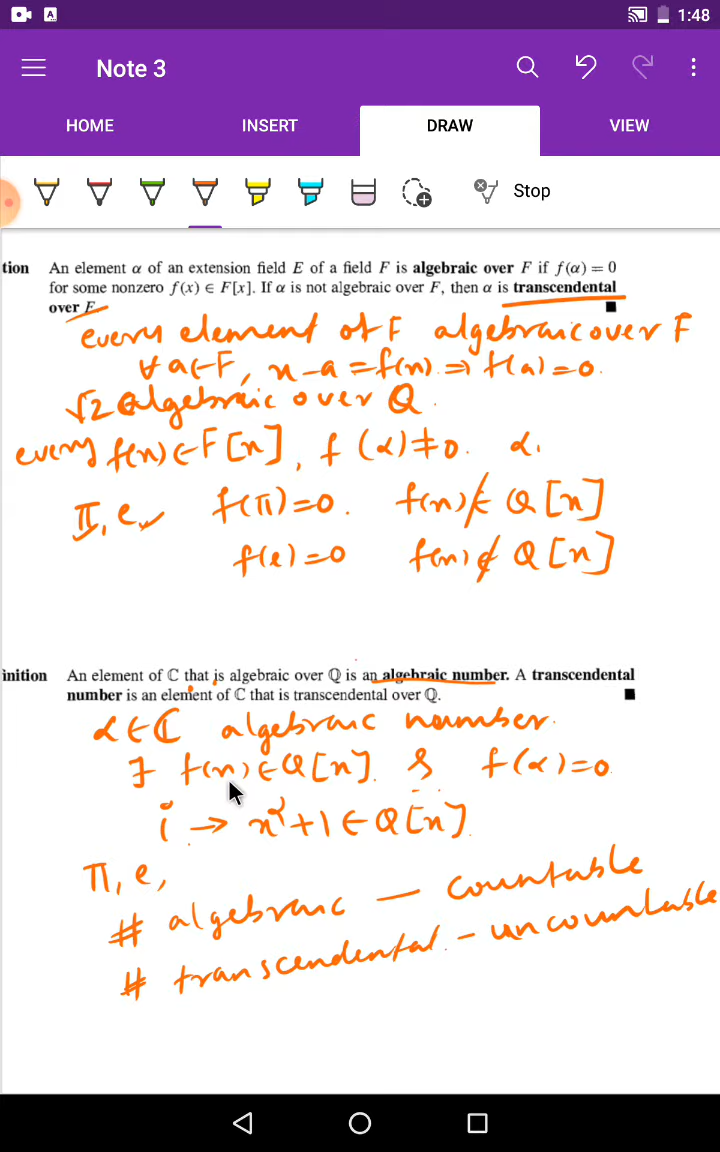 A 1:48
Note 3
HOME INSERT DRAW VIEW
Stop
tion An element α of an extension field E of a field F is algebraic over F if f(α) = 0
for some nonzero f(x) ∈ F[x]. If α is not algebraic over F, then α is transcendental
over F.
every element of F algebraic over F
∀ a ∈ F, x - a = f(x) ⇒ f(a) = 0.
√2 algebraic over Q.
every f(x) ∈ F[x], f(α) ≠ 0. α.
π, e, f(π) = 0. f(x) ∉ Q[x]
f(e) = 0 f(x) ∉ Q[x]
inition An element of ℂ that is algebraic over ℚ is an algebraic number. A transcendental
number is an element of ℂ that is transcendental over ℚ.
α ∈ ℂ algebraic number.
∃ f(x) ∈ Q[x] & f(α) = 0
i → x² + 1 ∈ Q[x]
π, e,
# algebraic — countable
# transcendental. - uncountable